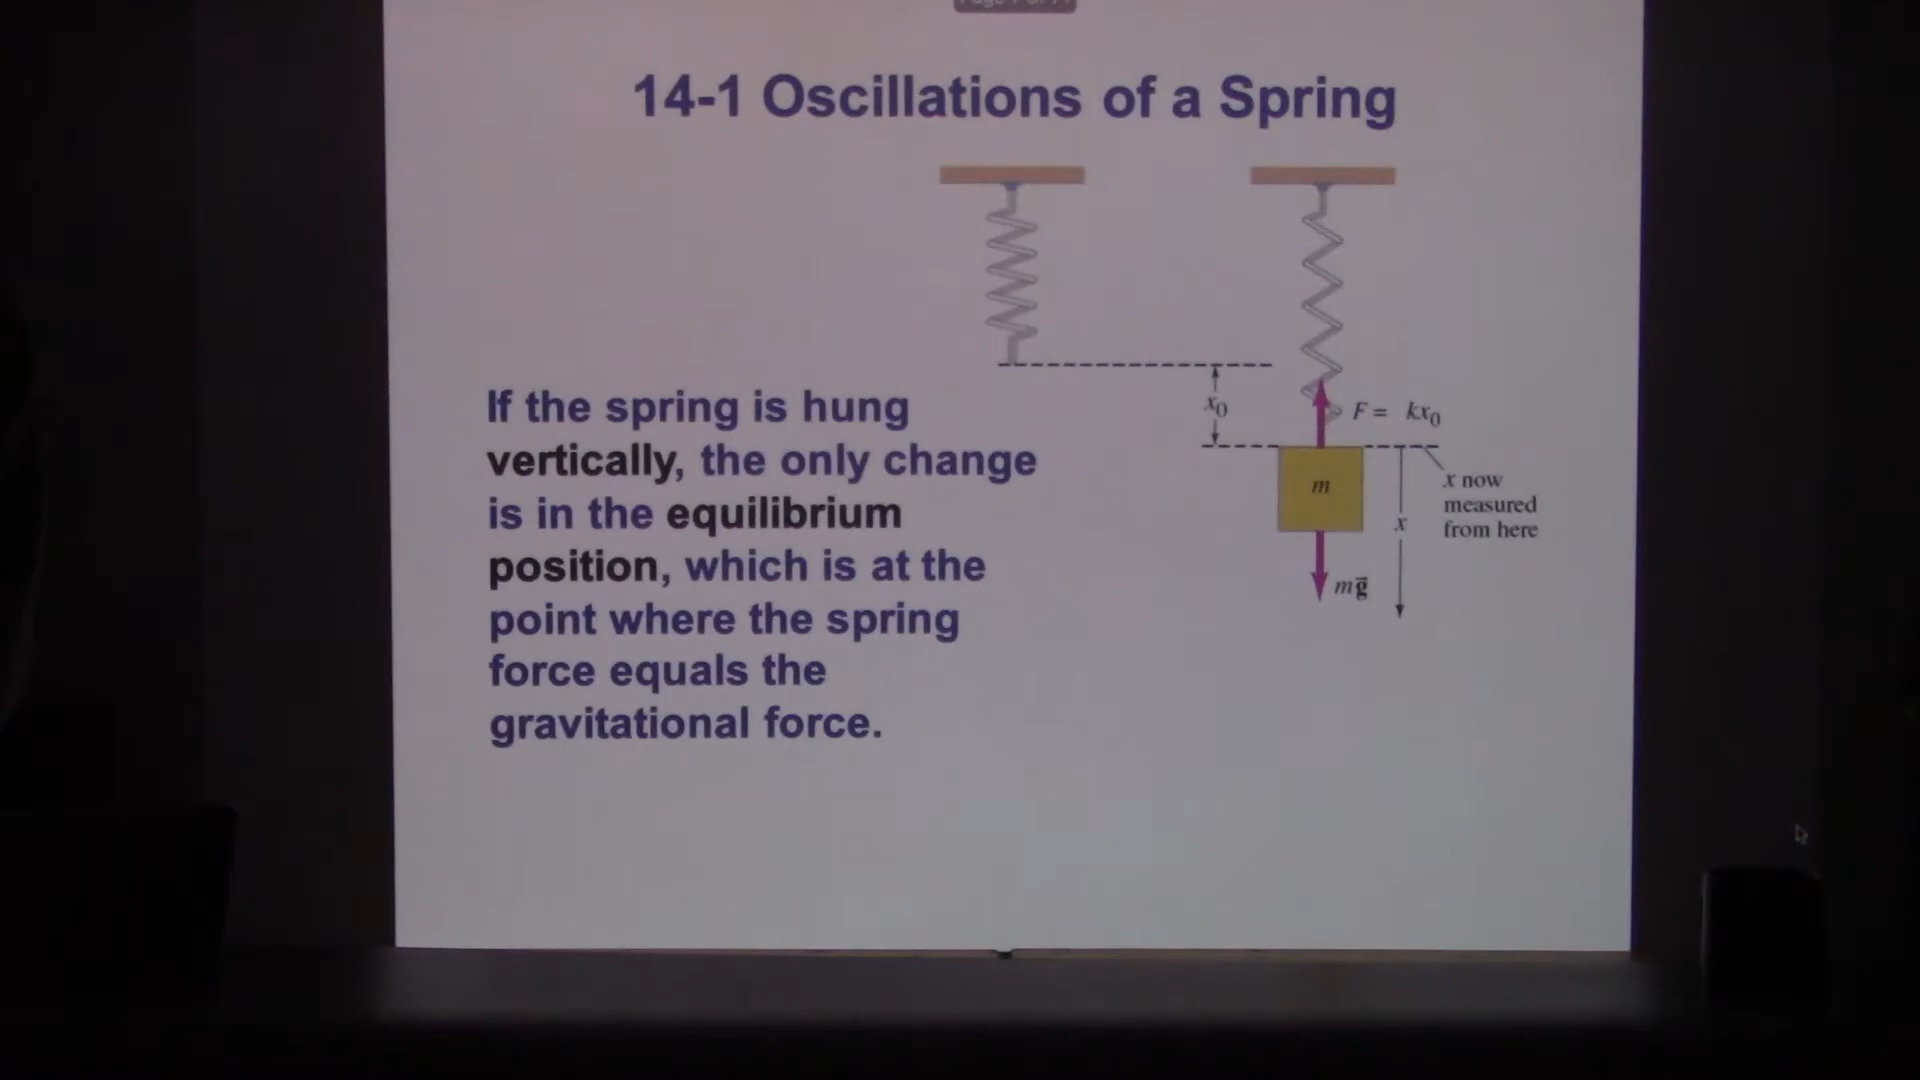 14-1 Oscillations of a Spring
If the spring is hung
vertically, the only change
is in the equilibrium
position, which is at the
point where the spring
force equals the
gravitational force.
x₀
F = kx₀
m
x now
measured
from here
x
mg⃗